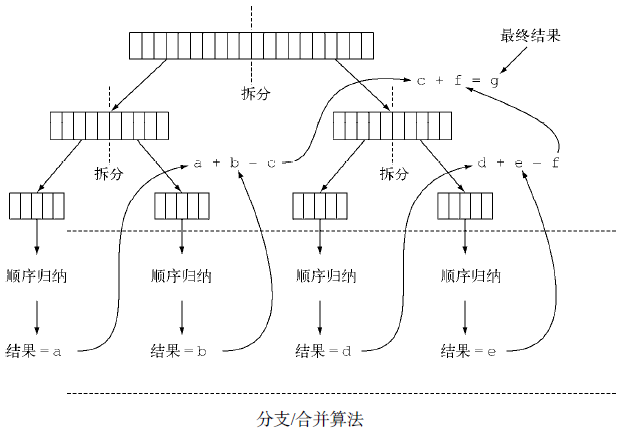 最终结果
c + f = g
拆分
a + b – c =
d + e – f
拆分
拆分
顺序归纳
顺序归纳
顺序归纳
顺序归纳
结果=a
结果=b
结果=d
结果=e
分支/合并算法